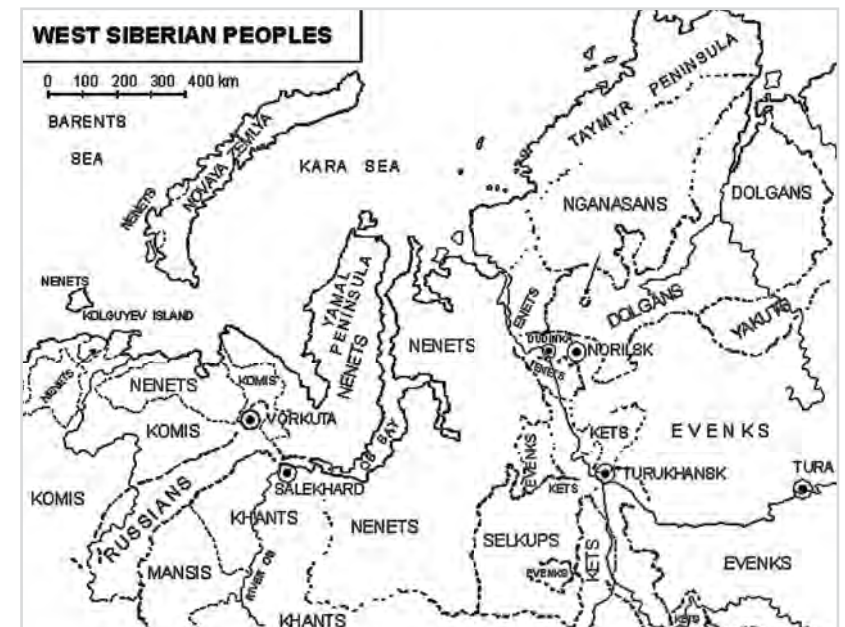 WEST SIBERIAN PEOPLES
0 100 200 300 400 km
BARENTS
SEA
KARA SEA
TAYMYR PENINSULA
NOVAYA ZEMLYA
NENETS
NGANASANS
DOLGANS
NENETS
KOLGUYEV ISLAND
YAMAL
PENINSULA
NENETS
NENETS
ENETS
DOLGANS
YAKUTS
DUDINKA
NORILSK
NENETS
NENETS
KOMIS
VORKUTA
KOMIS
OB BAY
KETS
EVENKS
EVENKS
TURUKHANSK
TURA
KETS
SALEKHARD
KOMIS
RUSSIANS
KHANTS
NENETS
SELKUPS
EVENKS
KETS
EVENKS
MANSIS
RIVER OB
KHANTS
KETS